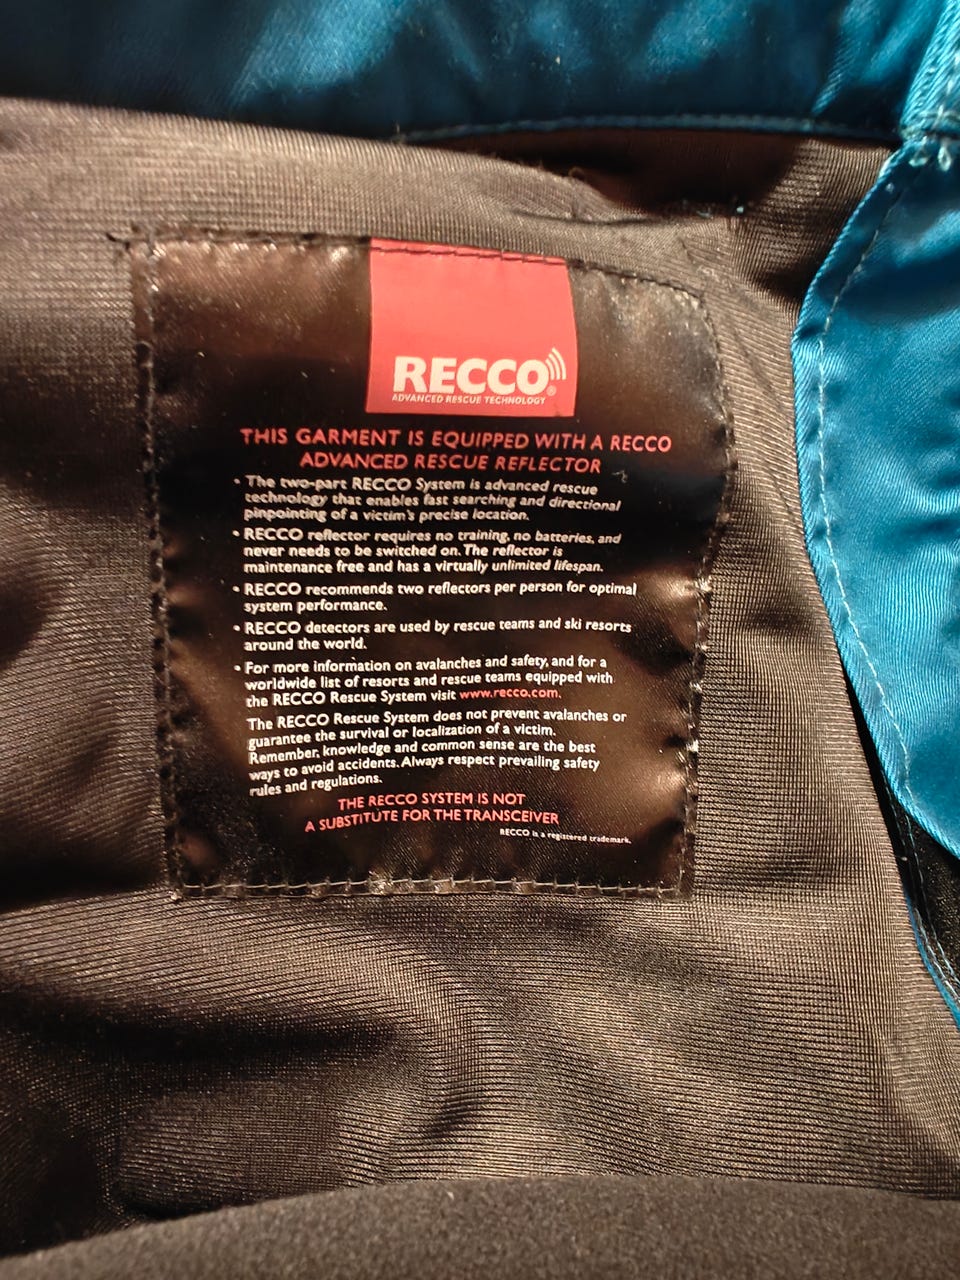 RECCO®
ADVANCED RESCUE TECHNOLOGY
THIS GARMENT IS EQUIPPED WITH A RECCO
ADVANCED RESCUE REFLECTOR
• The two-part RECCO System is advanced rescue
technology that enables fast searching and directional
pinpointing of a victim's precise location.
• RECCO reflector requires no training, no batteries, and
never needs to be switched on. The reflector is
maintenance free and has a virtually unlimited lifespan.
• RECCO recommends two reflectors per person for optimal
system performance.
• RECCO detectors are used by rescue teams and ski resorts
around the world.
• For more information on avalanches and safety, and for a
worldwide list of resorts and rescue teams equipped with
the RECCO Rescue System visit www.recco.com.
The RECCO Rescue System does not prevent avalanches or
guarantee the survival or localization of a victim.
Remember, knowledge and common sense are the best
ways to avoid accidents. Always respect prevailing safety
rules and regulations.
THE RECCO SYSTEM IS NOT
A SUBSTITUTE FOR THE TRANSCEIVER
RECCO is a registered trademark.